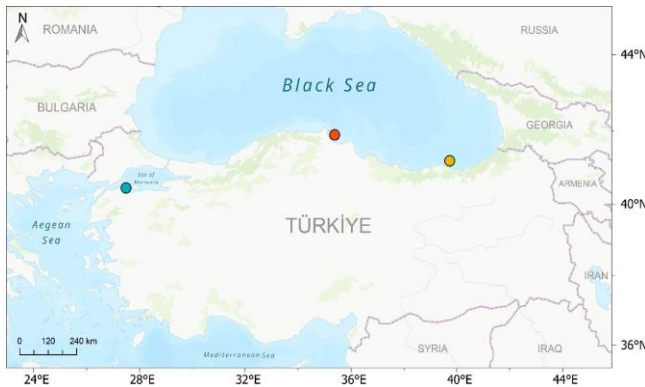 N
ROMANIA
RUSSIA
44°N
Black Sea
BULGARIA
GEORGIA
Sea of
Marmara
ARMENIA
40°N
Aegean
Sea
TÜRKİYE
IRAN
0 120 240 km
SYRIA
IRAQ
36°N
Mediterranean Sea
24°E 28°E 32°E 36°E 40°E 44°E